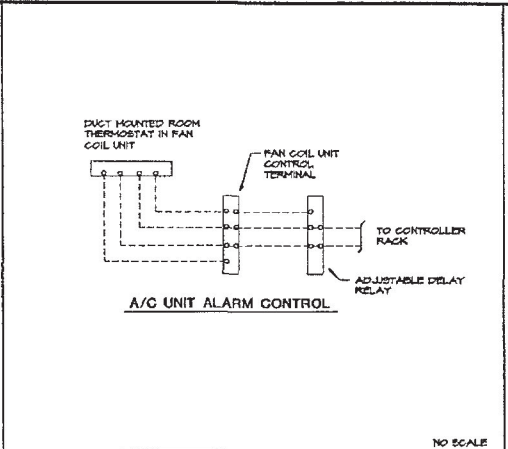 DUCT MOUNTED ROOM
THERMOSTAT IN FAN
COIL UNIT
FAN COIL UNIT
CONTROL
TERMINAL
TO CONTROLLER
RACK
ADJUSTABLE DELAY
RELAY
A/C UNIT ALARM CONTROL
NO SCALE